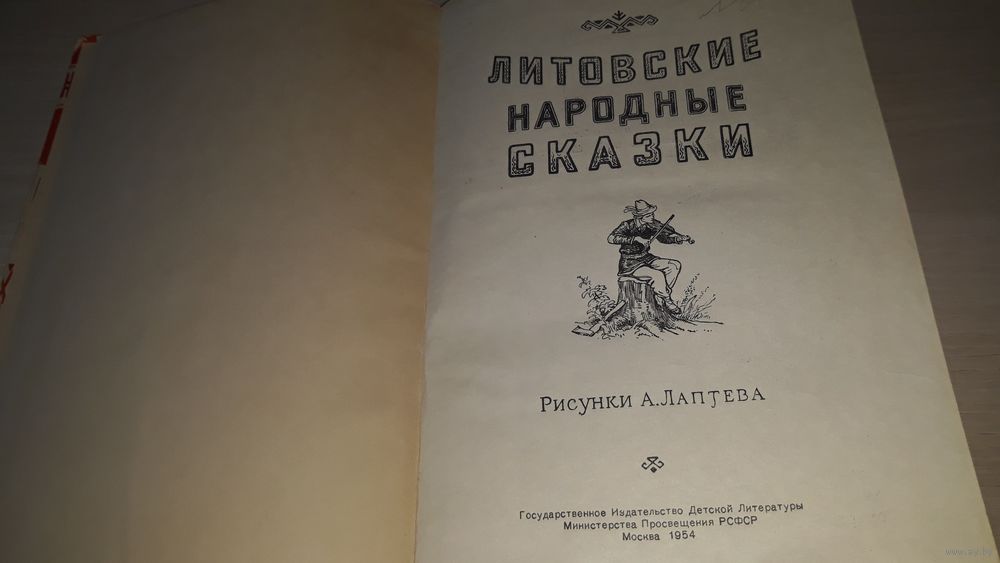 ЛИТОВСКИЕ
НАРОДНЫЕ
СКАЗКИ
Рисунки А.Лаптева
Государственное Издательство Детской Литературы
Министерства Просвещения РСФСР
Москва 1954